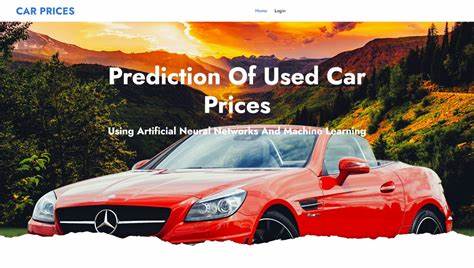 CAR PRICES
Home Login
Prediction Of Used Car
Prices
Using Artificial Neural Networks And Machine Learning